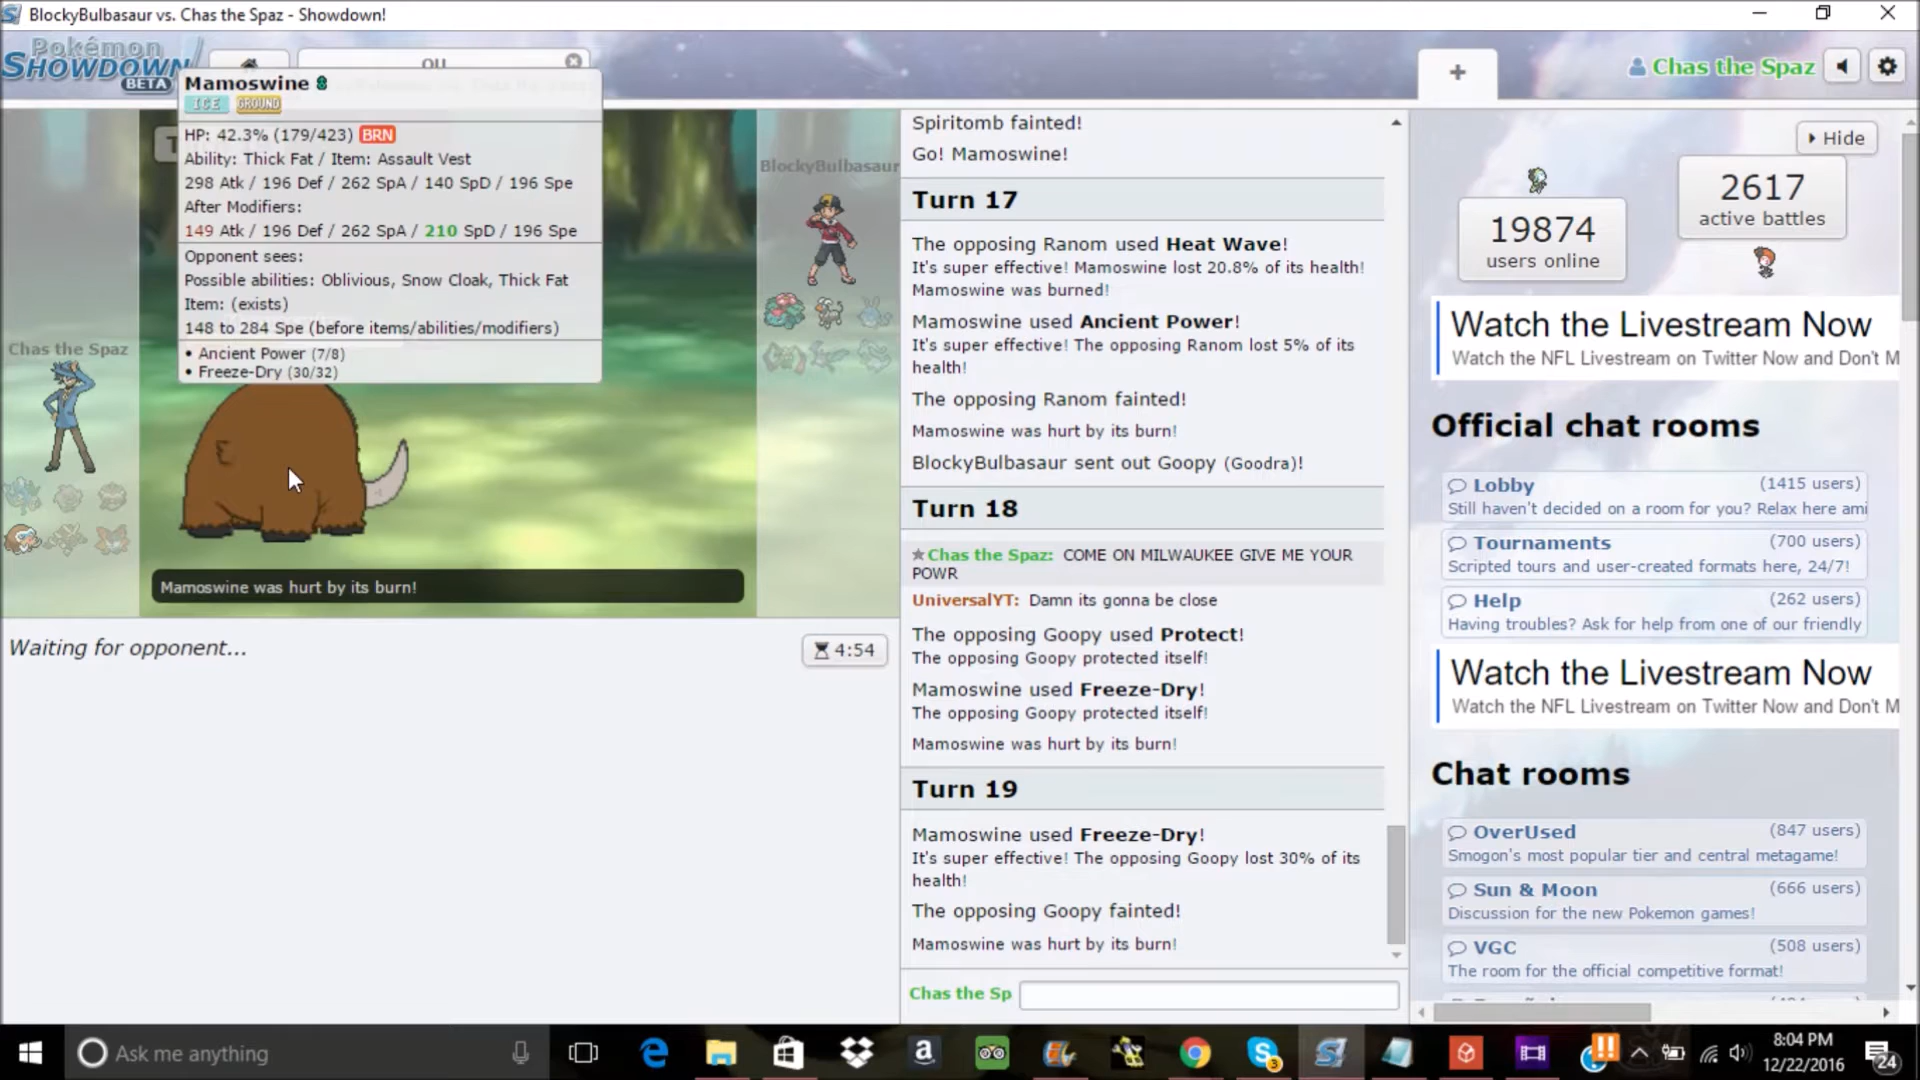 BlockyBulbasaur vs. Chas the Spaz - Showdown!
Pokémon
SHOWDOWN
BETA
OU
Chas the Spaz
Mamoswine
ICE GROUND
HP: 42.3% (179/423) BRN
Ability: Thick Fat / Item: Assault Vest
298 Atk / 196 Def / 262 SpA / 140 SpD / 196 Spe
After Modifiers:
149 Atk / 196 Def / 262 SpA / 210 SpD / 196 Spe
Opponent sees:
Possible abilities: Oblivious, Snow Cloak, Thick Fat
Item: (exists)
148 to 284 Spe (before items/abilities/modifiers)
• Ancient Power (7/8)
• Freeze-Dry (30/32)
BlockyBulbasaur
Chas the Spaz
Mamoswine was hurt by its burn!
Waiting for opponent...
4:54
Spiritomb fainted!
Go! Mamoswine!
Turn 17
The opposing Ranom used Heat Wave!
It's super effective! Mamoswine lost 20.8% of its health!
Mamoswine was burned!
Mamoswine used Ancient Power!
It's super effective! The opposing Ranom lost 5% of its
health!
The opposing Ranom fainted!
Mamoswine was hurt by its burn!
BlockyBulbasaur sent out Goopy (Goodra)!
Turn 18
★Chas the Spaz: COME ON MILWAUKEE GIVE ME YOUR
POWR
UniversalYT: Damn its gonna be close
The opposing Goopy used Protect!
The opposing Goopy protected itself!
Mamoswine used Freeze-Dry!
The opposing Goopy protected itself!
Mamoswine was hurt by its burn!
Turn 19
Mamoswine used Freeze-Dry!
It's super effective! The opposing Goopy lost 30% of its
health!
The opposing Goopy fainted!
Mamoswine was hurt by its burn!
Chas the Sp
Hide
19874
users online
2617
active battles
Watch the Livestream Now
Watch the NFL Livestream on Twitter Now and Don't M
Official chat rooms
Lobby (1415 users)
Still haven't decided on a room for you? Relax here ami
Tournaments (700 users)
Scripted tours and user-created formats here, 24/7!
Help (262 users)
Having troubles? Ask for help from one of our friendly
Watch the Livestream Now
Watch the NFL Livestream on Twitter Now and Don't M
Chat rooms
OverUsed (847 users)
Smogon's most popular tier and central metagame!
Sun & Moon (666 users)
Discussion for the new Pokemon games!
VGC (508 users)
The room for the official competitive format!
Ask me anything
8:04 PM
12/22/2016
24